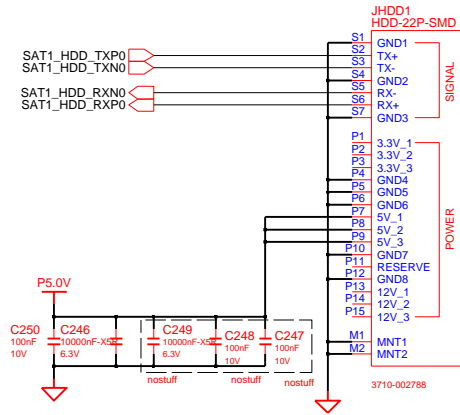 JHDD1
HDD-22P-SMD
S1 GND1
SAT1_HDD_TXP0 S2 TX+
SAT1_HDD_TXN0 S3 TX-
S4 GND2
SAT1_HDD_RXN0 S5 RX-
SAT1_HDD_RXP0 S6 RX+
S7 GND3
SIGNAL
P1 3.3V_1
P2 3.3V_2
P3 3.3V_3
P4 GND4
P5 GND5
P6 GND6
P7 5V_1
P8 5V_2
P9 5V_3
P10 GND7
P11 RESERVE
P12 GND8
P13 12V_1
P14 12V_2
P15 12V_3
POWER
M1 MNT1
M2 MNT2
3710-002788
P5.0V
C250
100nF
10V
C246
10000nF-X5R
6.3V
C249
10000nF-X5R
6.3V
C248
100nF
10V
C247
100nF
10V
nostuff
nostuff
nostuff